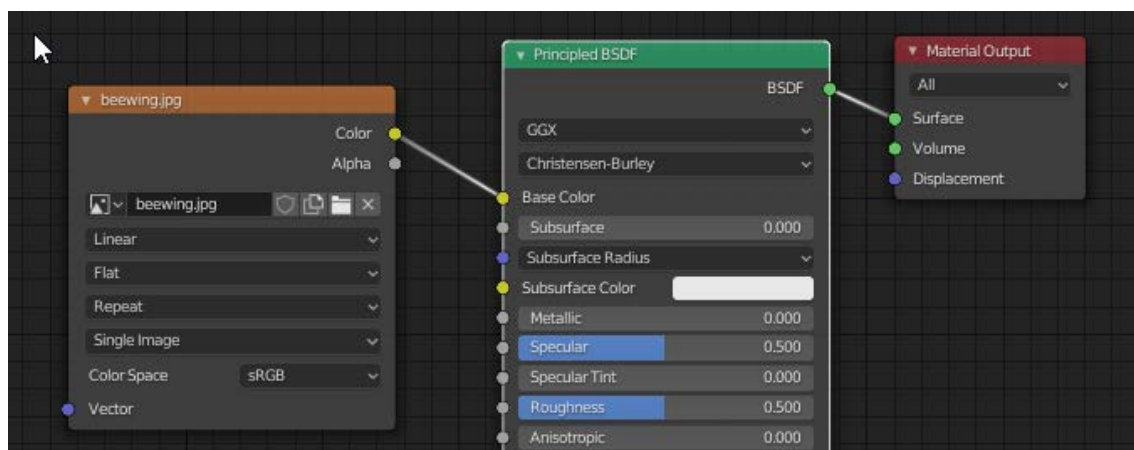 beewing.jpg
Color
Alpha
beewing.jpg
Linear
Flat
Repeat
Single Image
Color Space sRGB
Vector
Principled BSDF
BSDF
GGX
Christensen-Burley
Base Color
Subsurface 0.000
Subsurface Radius
Subsurface Color
Metallic 0.000
Specular 0.500
Specular Tint 0.000
Roughness 0.500
Anisotropic 0.000
Material Output
All
Surface
Volume
Displacement